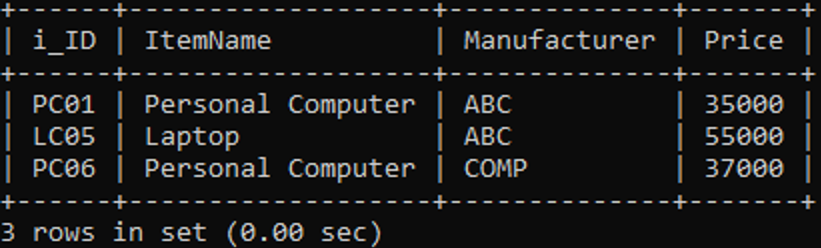 +------+-------------------+--------------+-------+
| i_ID | ItemName          | Manufacturer | Price |
+------+-------------------+--------------+-------+
| PC01 | Personal Computer | ABC          | 35000 |
| LC05 | Laptop            | ABC          | 55000 |
| PC06 | Personal Computer | COMP         | 37000 |
+------+-------------------+--------------+-------+
3 rows in set (0.00 sec)